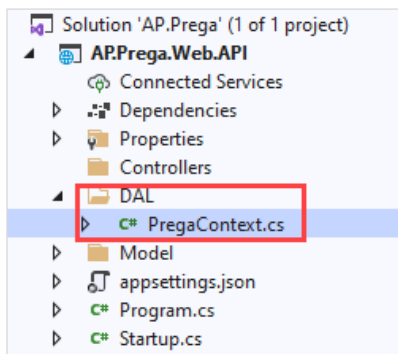 Solution 'AP.Prega' (1 of 1 project)
AP.Prega.Web.API
Connected Services
Dependencies
Properties
Controllers
DAL
C# PregaContext.cs
Model
appsettings.json
C# Program.cs
C# Startup.cs